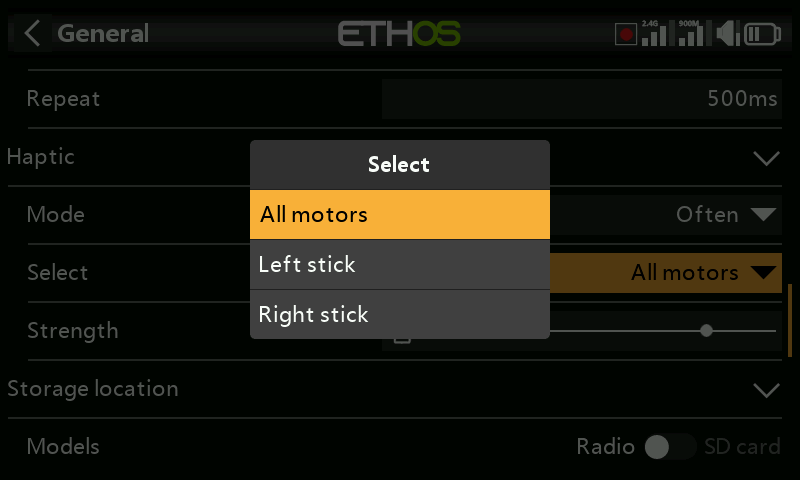 General
ETHOS
2.4G
900M
Repeat
500ms
Haptic
Select
Mode
All motors
Often
Select
Left stick
All motors
Strength
Right stick
Storage location
Models
Radio
SD card